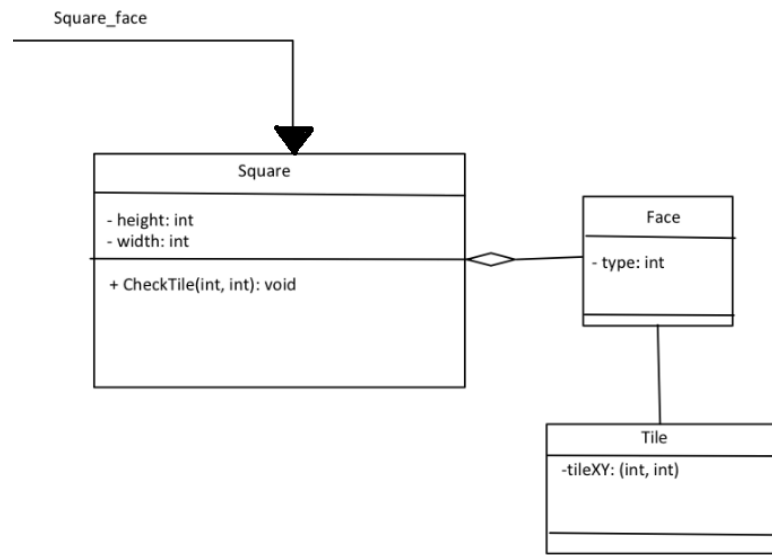 Square_face
Square
- height: int
- width: int
+ CheckTile(int, int): void
Face
- type: int
Tile
-tileXY: (int, int)